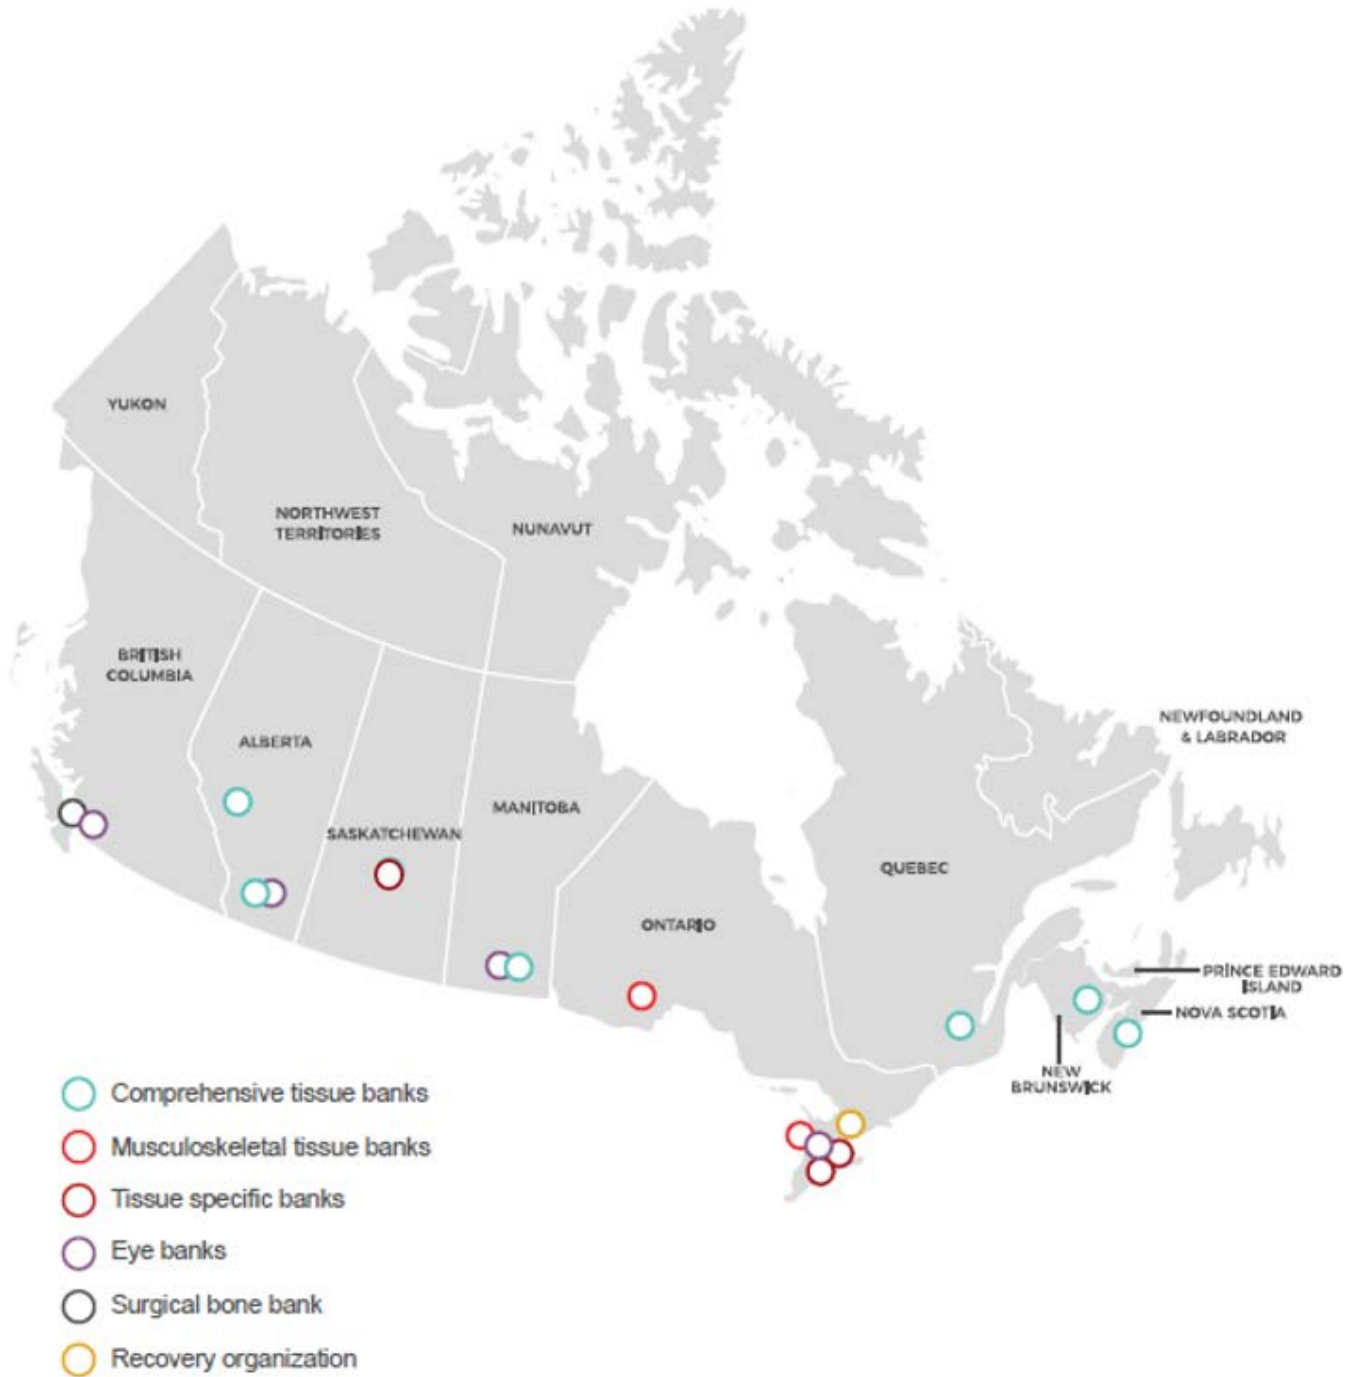 YUKON
NORTHWEST
TERRITORIES
NUNAVUT
BRITISH
COLUMBIA
ALBERTA
SASKATCHEWAN
MANITOBA
ONTARIO
QUEBEC
NEWFOUNDLAND
& LABRADOR
PRINCE EDWARD
ISLAND
NOVA SCOTIA
NEW
BRUNSWICK
Comprehensive tissue banks
Musculoskeletal tissue banks
Tissue specific banks
Eye banks
Surgical bone bank
Recovery organization